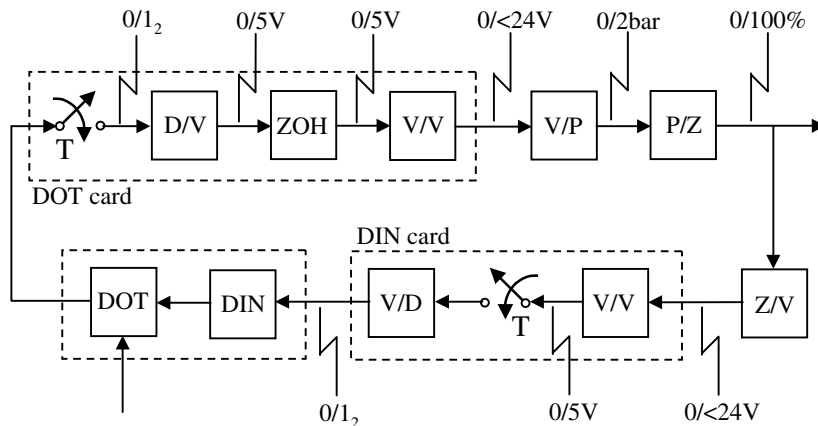 0/1₂ 0/5V 0/5V 0/<24V 0/2bar 0/100%
T D/V ZOH V/V V/P P/Z
DOT card
DIN card
DOT DIN V/D T V/V Z/V
0/1₂ 0/5V 0/<24V